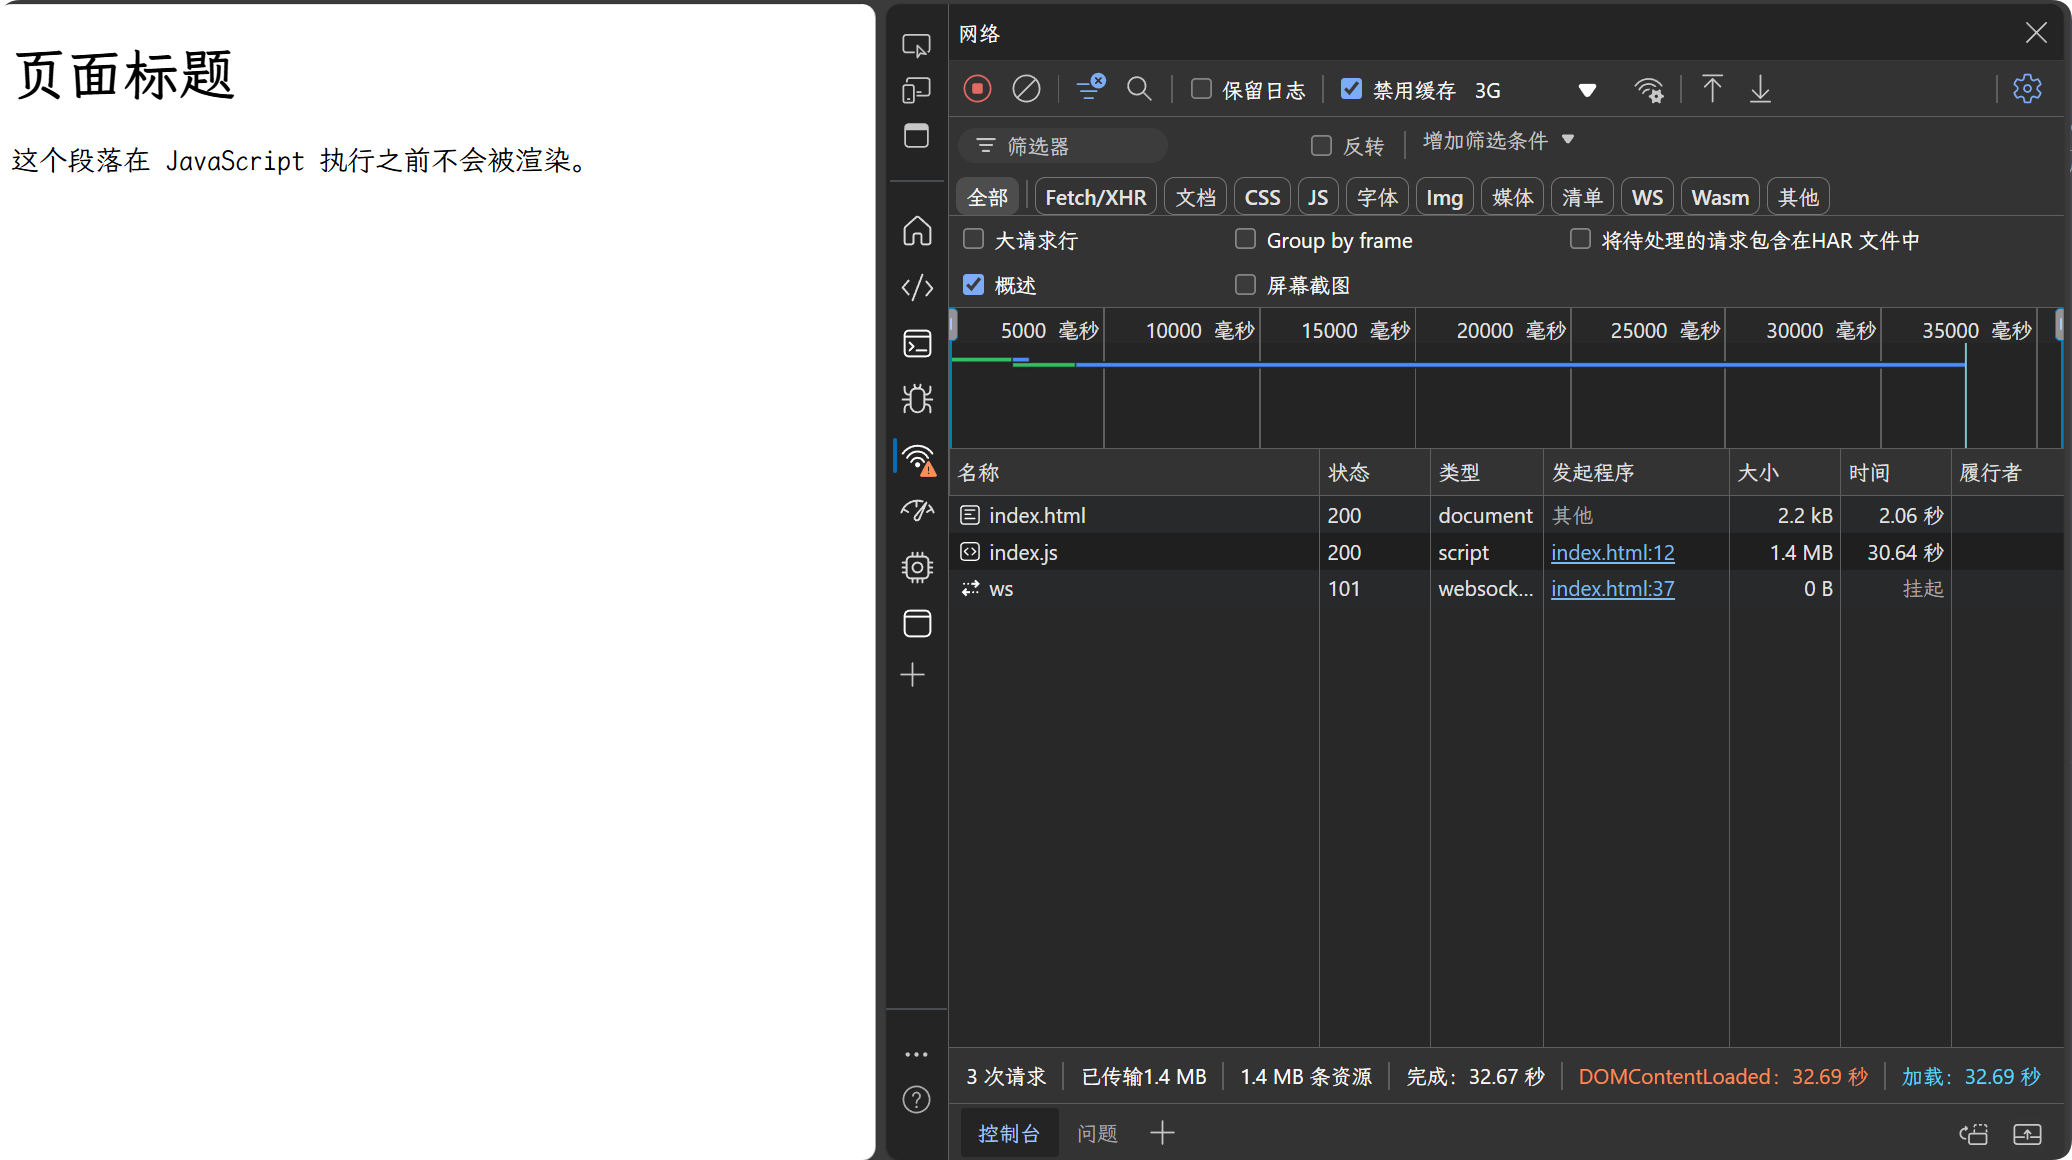 页面标题
这个段落在 JavaScript 执行之前不会被渲染。
网络
保留日志 禁用缓存 3G
筛选器 反转 增加筛选条件
全部 Fetch/XHR 文档 CSS JS 字体 Img 媒体 清单 WS Wasm 其他
大请求行 Group by frame 将待处理的请求包含在HAR 文件中
概述 屏幕截图
5000 毫秒 10000 毫秒 15000 毫秒 20000 毫秒 25000 毫秒 30000 毫秒 35000 毫秒
名称 状态 类型 发起程序 大小 时间 履行者
index.html 200 document 其他 2.2 kB 2.06 秒
index.js 200 script index.html:12 1.4 MB 30.64 秒
ws 101 websock... index.html:37 0 B 挂起
3 次请求 已传输1.4 MB 1.4 MB 条资源 完成：32.67 秒 DOMContentLoaded：32.69 秒 加载：32.69 秒
控制台 问题